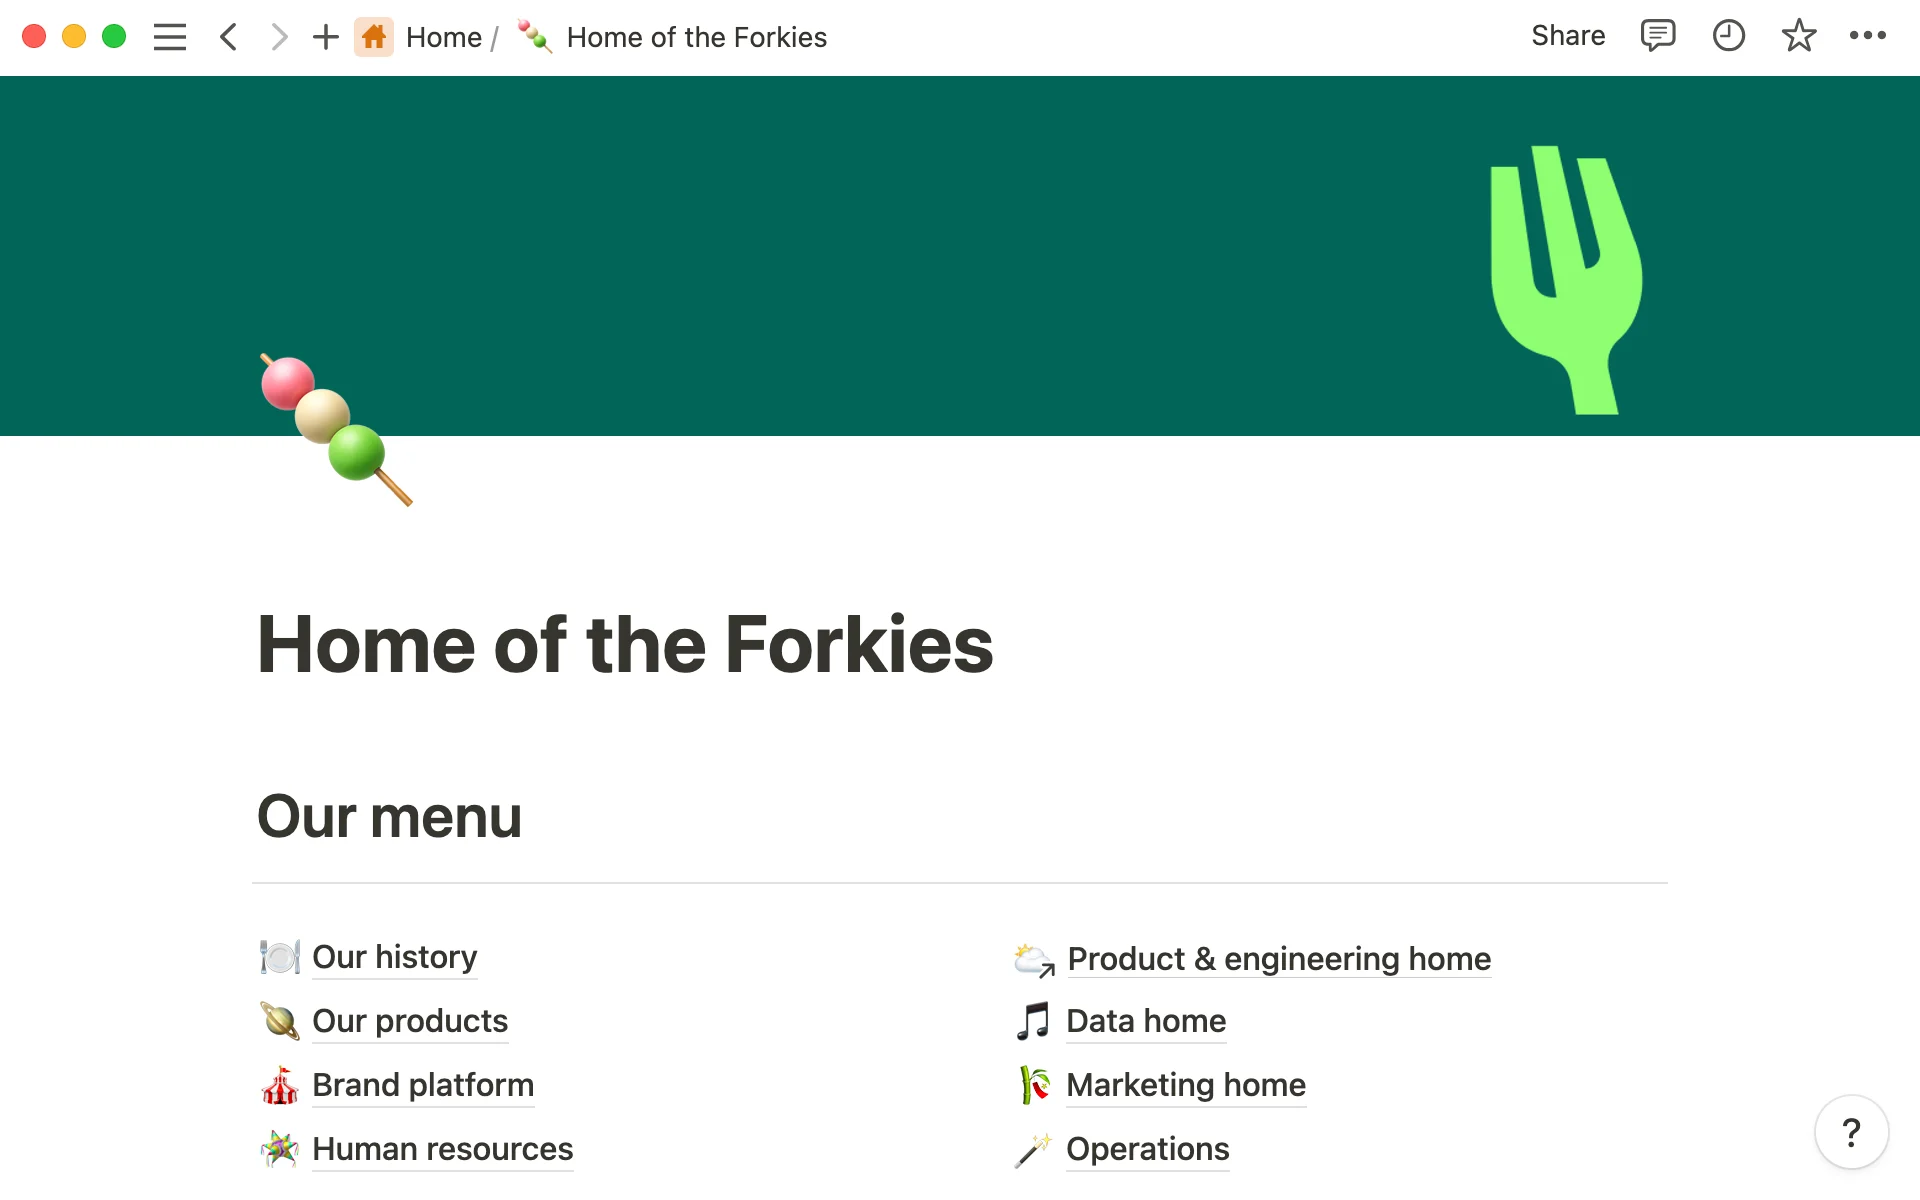 Home / Home of the Forkies
Share
Home of the Forkies
Our menu
Our history
Our products
Brand platform
Human resources
Product & engineering home
Data home
Marketing home
Operations
?